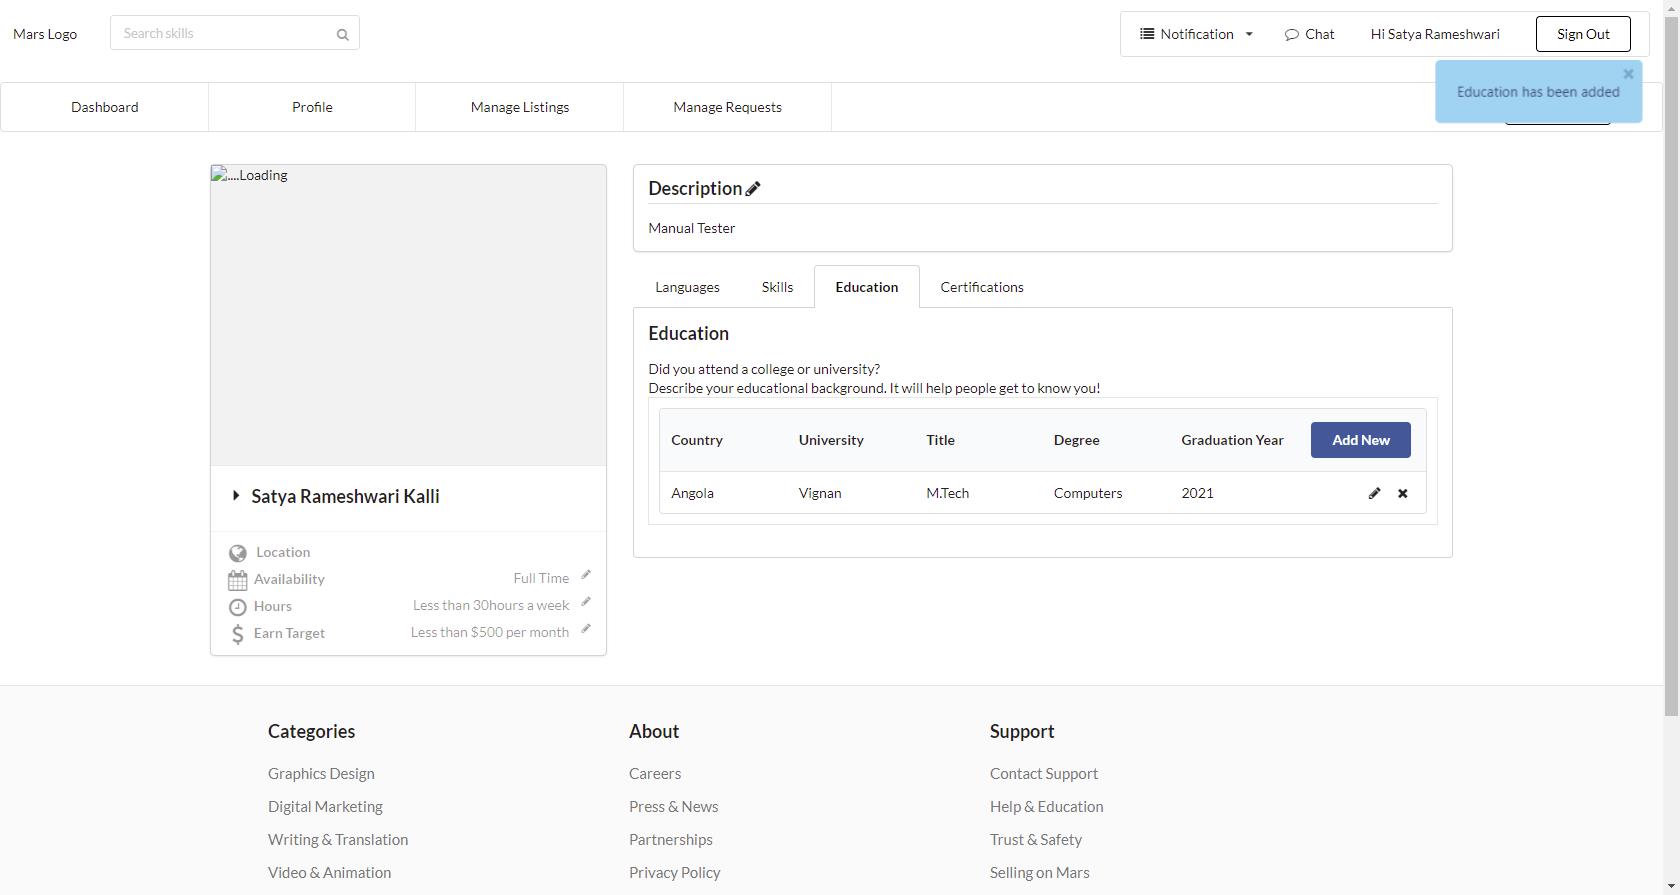 Mars Logo
Search skills
Notification
Chat
Hi Satya Rameshwari
Sign Out
Education has been added
Dashboard
Profile
Manage Listings
Manage Requests
....Loading
Description
Manual Tester
Languages
Skills
Education
Certifications
Education
Did you attend a college or university?
Describe your educational background. It will help people get to know you!
Country University Title Degree Graduation Year Add New
Angola Vignan M.Tech Computers 2021
Satya Rameshwari Kalli
Location
Availability Full Time
Hours Less than 30hours a week
Earn Target Less than $500 per month
Categories
Graphics Design
Digital Marketing
Writing & Translation
Video & Animation
About
Careers
Press & News
Partnerships
Privacy Policy
Support
Contact Support
Help & Education
Trust & Safety
Selling on Mars